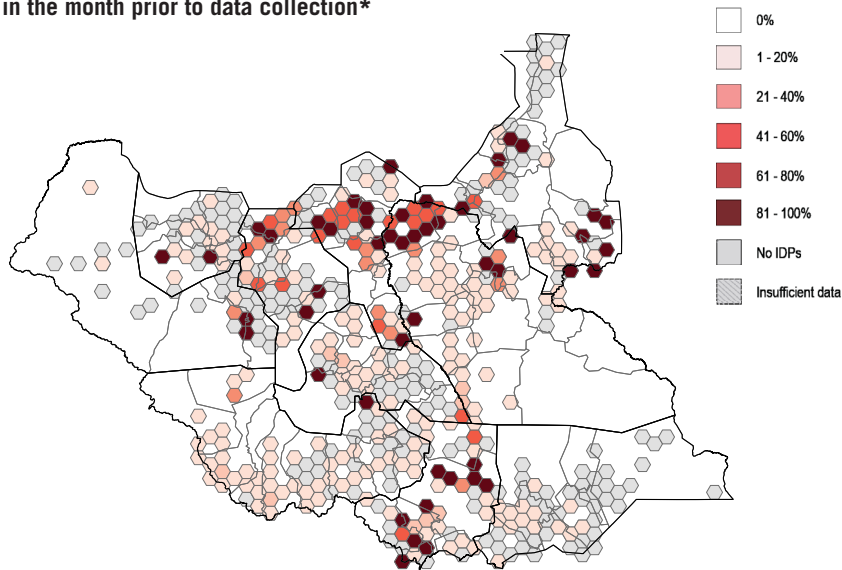 in the month prior to data collection*
0%
1 - 20%
21 - 40%
41 - 60%
61 - 80%
81 - 100%
No IDPs
Insufficient data